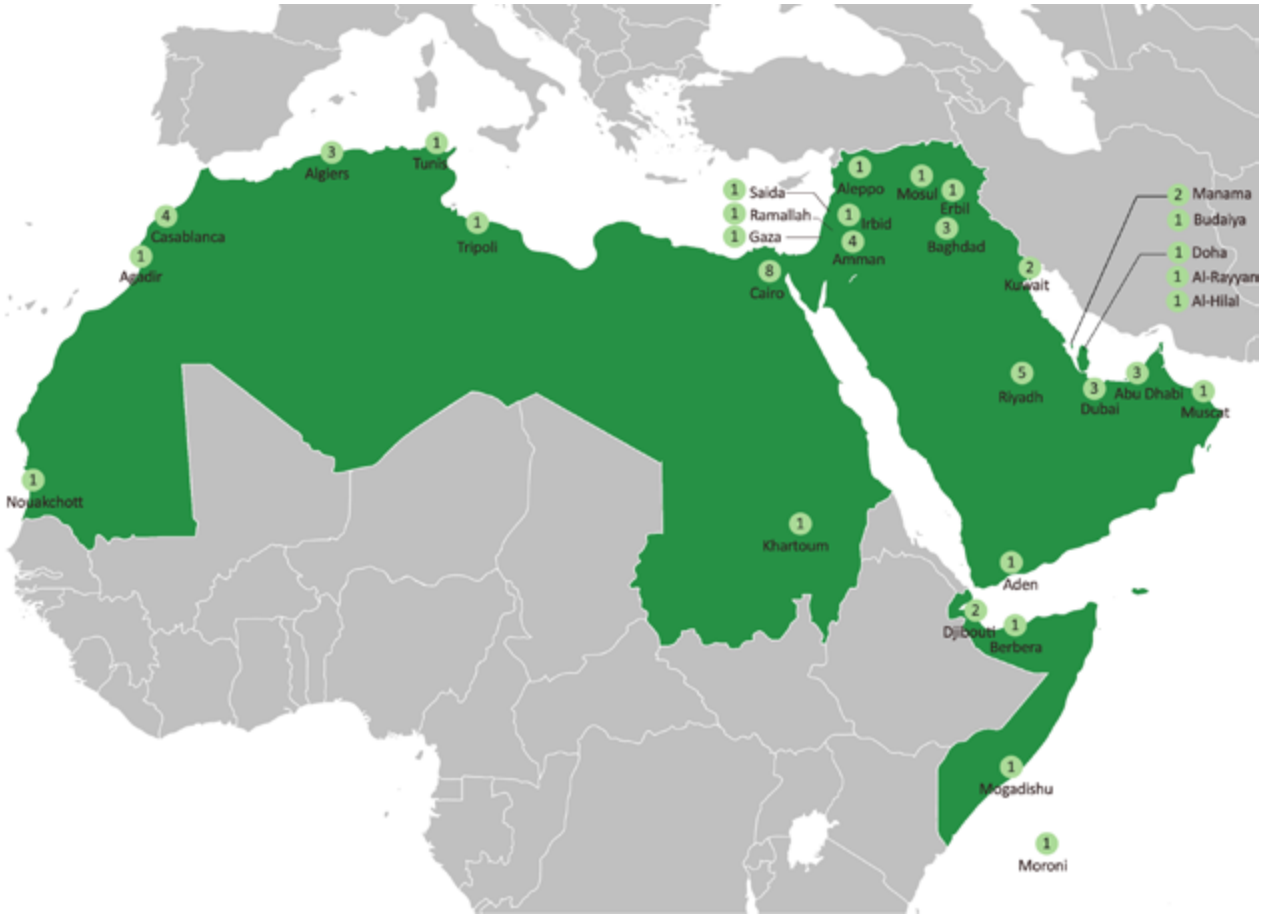 1
Tunis
3
Algiers
4
Casablanca
1
Agadir
1
Tripoli
1
Nouakchott
8
Cairo
1
Khartoum
1 Saida
1 Ramallah
1 Gaza
1
Aleppo
1
Irbid
4
Amman
1
Mosul
1
Erbil
3
Baghdad
2
Kuwait
2 Manama
1 Budaiya
1 Doha
1 Al-Rayyan
1 Al-Hilal
5
Riyadh
3
Dubai
3
Abu Dhabi
1
Muscat
1
Aden
2
Djibouti
1
Berbera
1
Mogadishu
1
Moroni